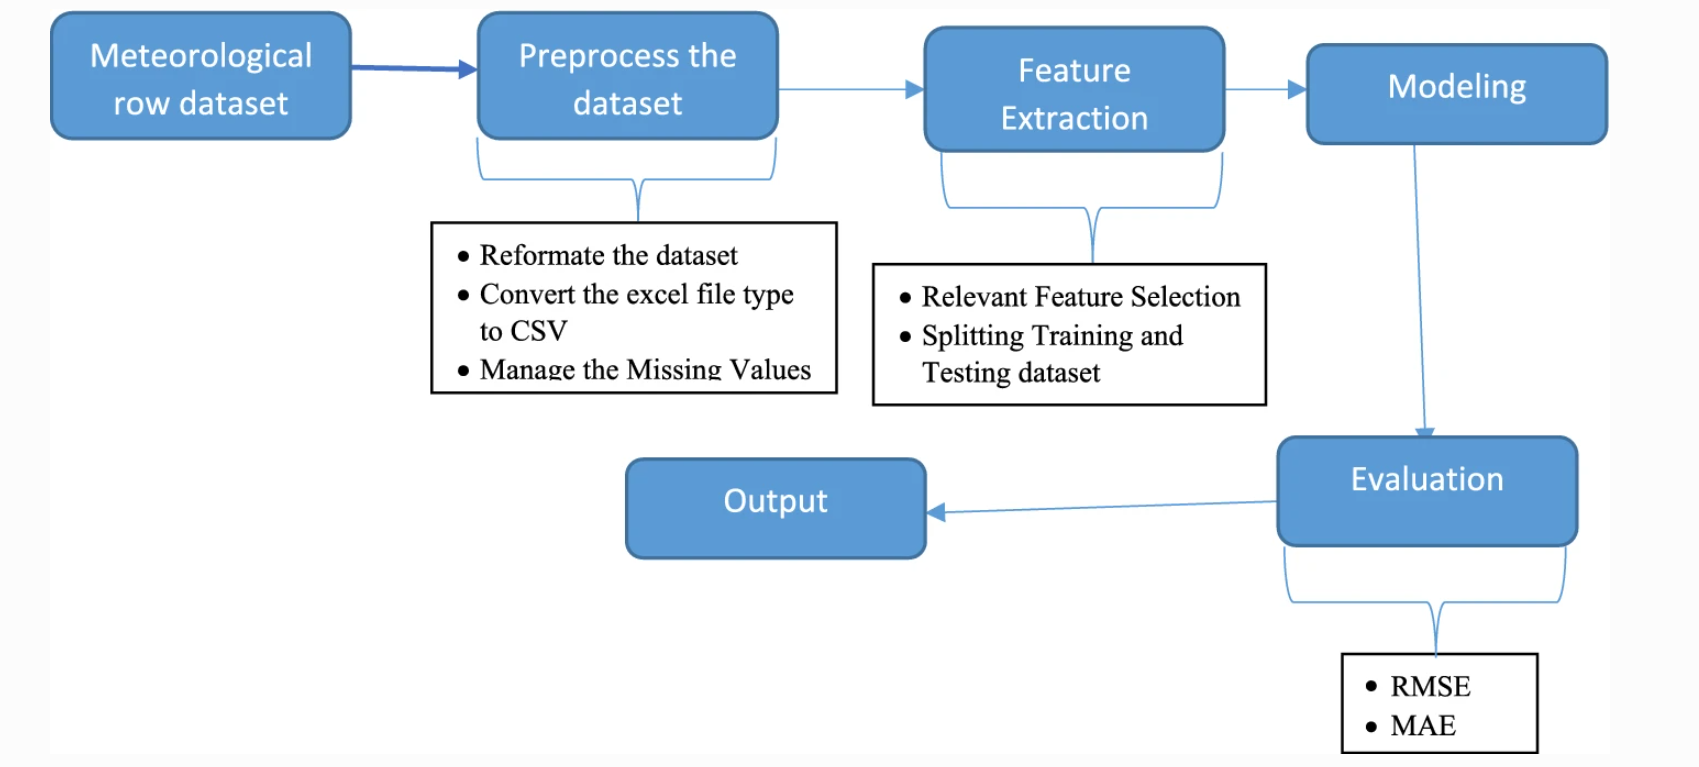 Meteorological
row dataset
Preprocess the
dataset
Feature
Extraction
Modeling
• Reformate the dataset
• Convert the excel file type
to CSV
• Manage the Missing Values
• Relevant Feature Selection
• Splitting Training and
Testing dataset
Evaluation
Output
• RMSE
• MAE